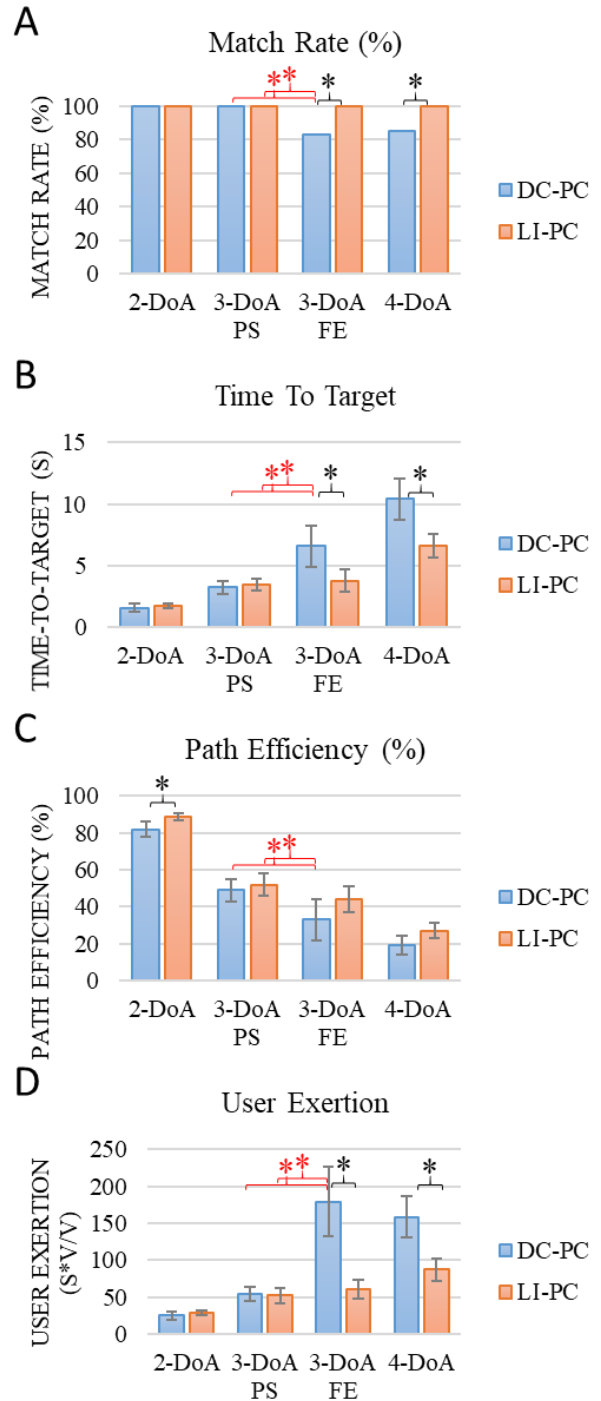 A
Match Rate (%)
**
*
*
MATCH RATE (%)
100
80
60
40
20
0
2-DoA
3-DoA PS
3-DoA FE
4-DoA
DC-PC
LI-PC
B
Time To Target
**
*
*
TIME-TO-TARGET (S)
15
10
5
0
2-DoA
3-DoA PS
3-DoA FE
4-DoA
DC-PC
LI-PC
C
Path Efficiency (%)
*
**
PATH EFFICIENCY (%)
100
80
60
40
20
0
2-DoA
3-DoA PS
3-DoA FE
4-DoA
DC-PC
LI-PC
D
User Exertion
**
*
*
USER EXERTION
(S*V/V)
250
200
150
100
50
0
2-DoA
3-DoA PS
3-DoA FE
4-DoA
DC-PC
LI-PC